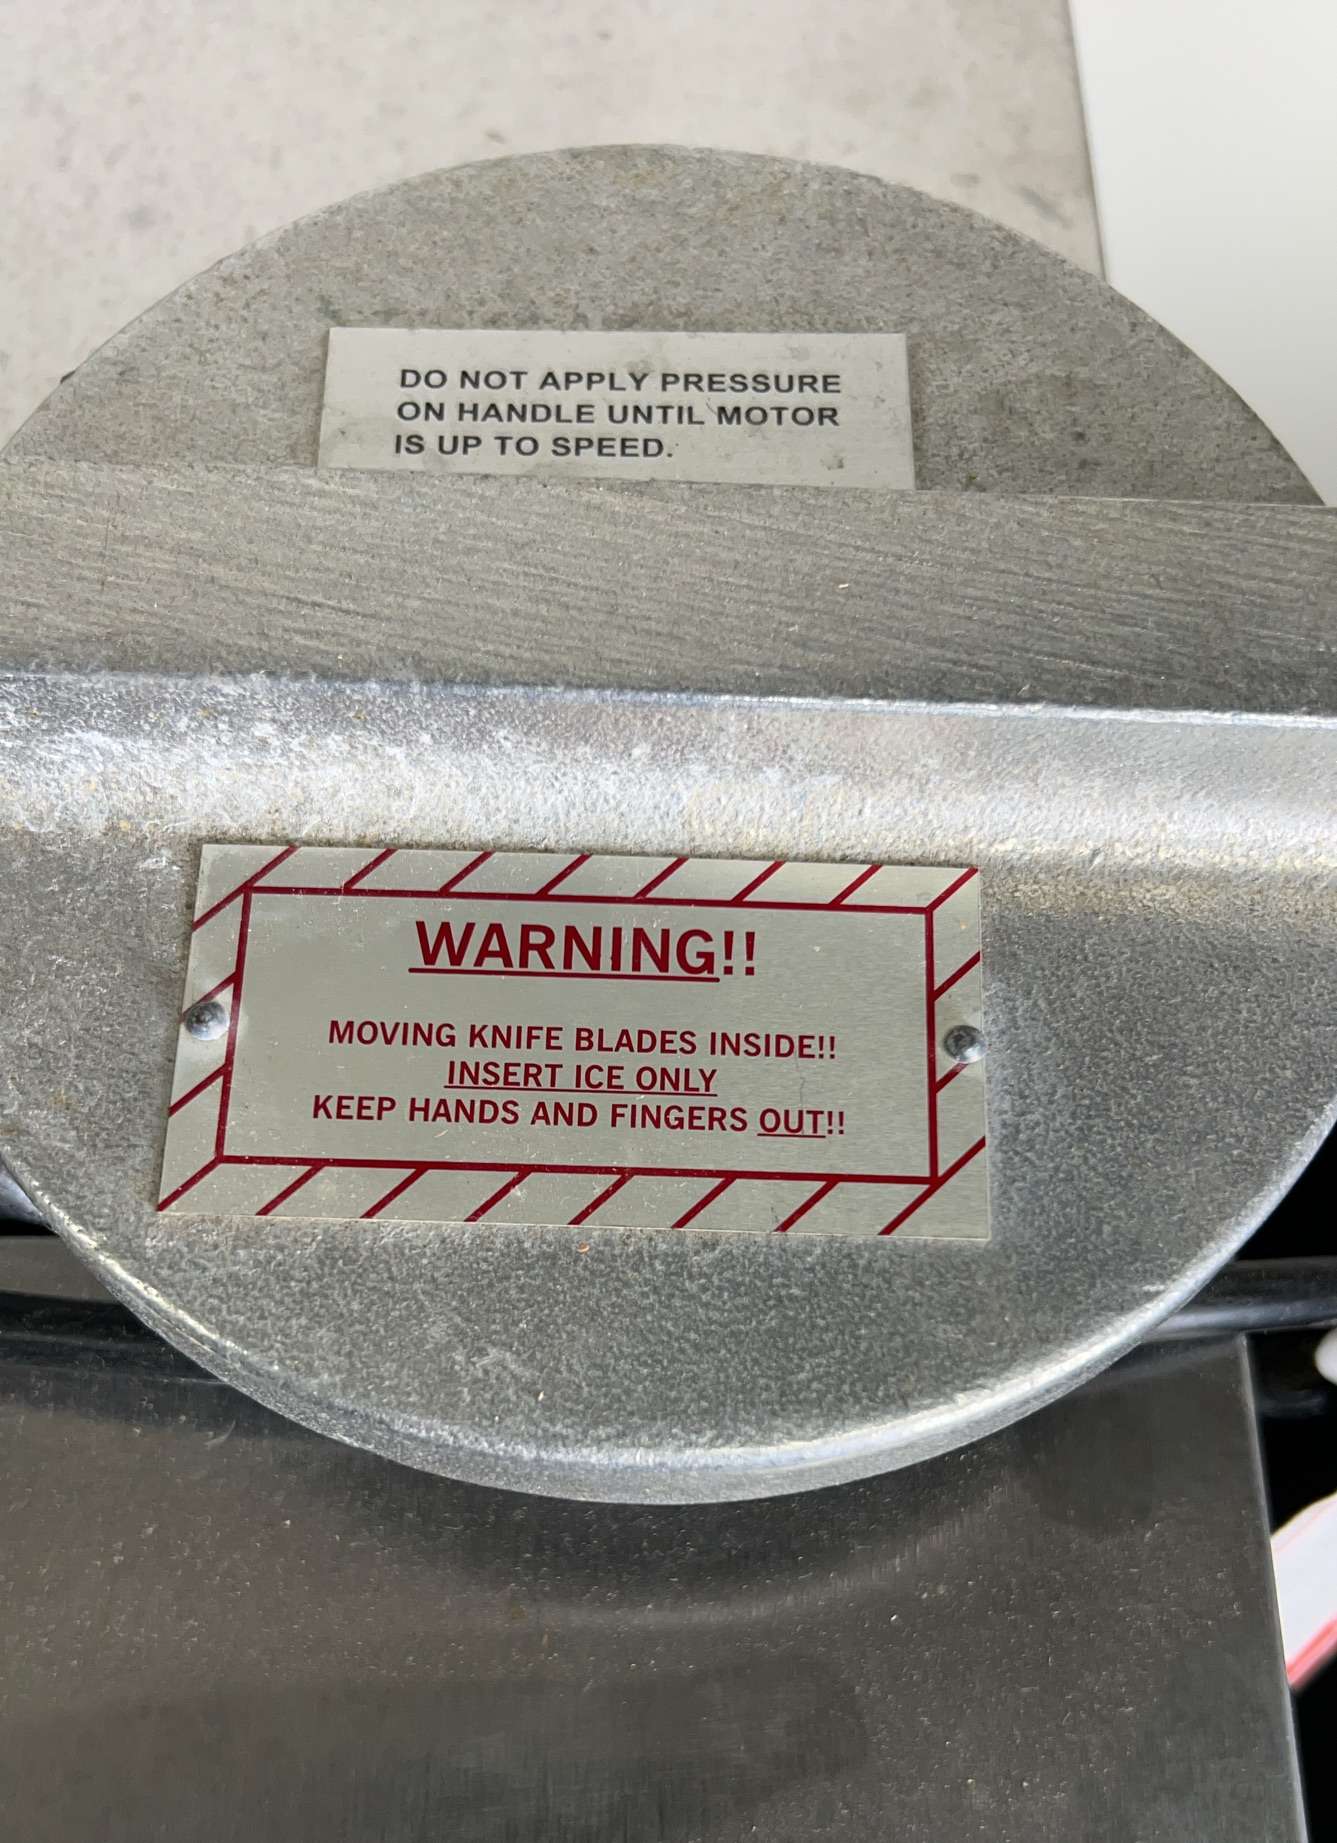 DO NOT APPLY PRESSURE
ON HANDLE UNTIL MOTOR
IS UP TO SPEED.
WARNING!!
MOVING KNIFE BLADES INSIDE!!
INSERT ICE ONLY
KEEP HANDS AND FINGERS OUT!!